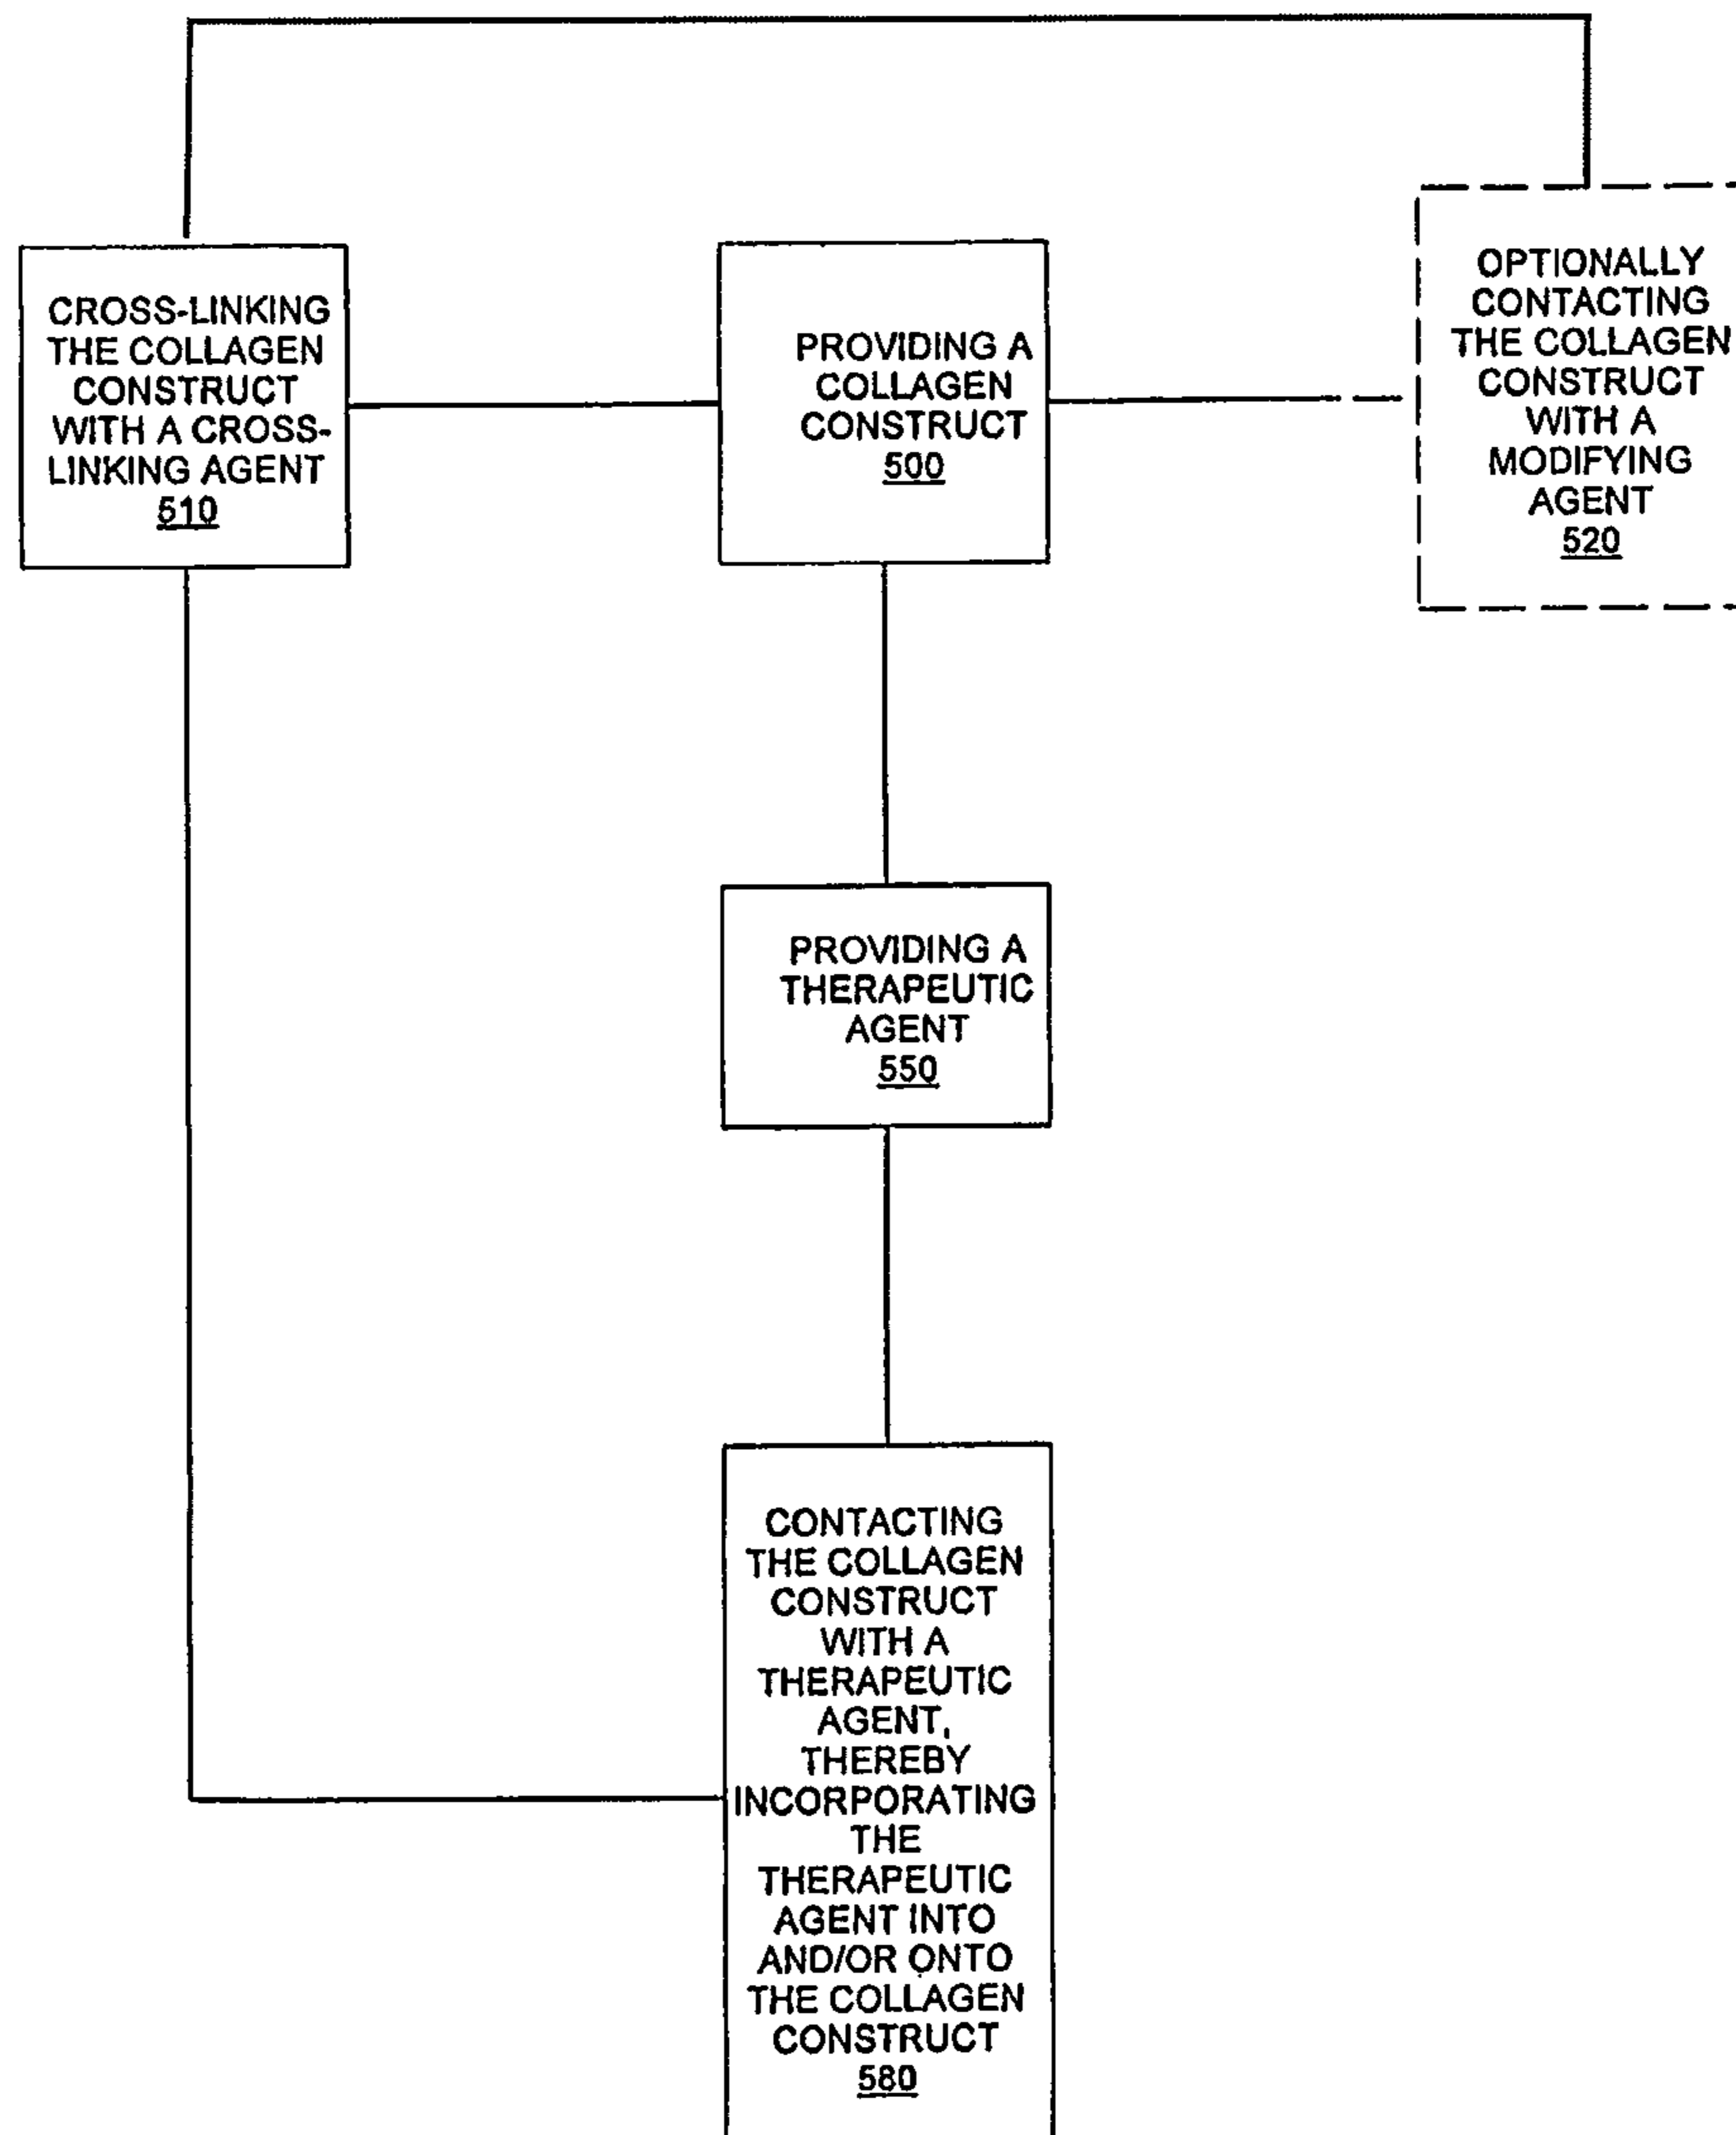 CROSS-LINKING
THE COLLAGEN
CONSTRUCT
WITH A CROSS-
LINKING AGENT
510
PROVIDING A
COLLAGEN
CONSTRUCT
500
OPTIONALLY
CONTACTING
THE COLLAGEN
CONSTRUCT
WITH A
MODIFYING
AGENT
520
PROVIDING A
THERAPEUTIC
AGENT
550
CONTACTING
THE COLLAGEN
CONSTRUCT
WITH A
THERAPEUTIC
AGENT,
THEREBY
INCORPORATING
THE
THERAPEUTIC
AGENT INTO
AND/OR ONTO
THE COLLAGEN
CONSTRUCT
580